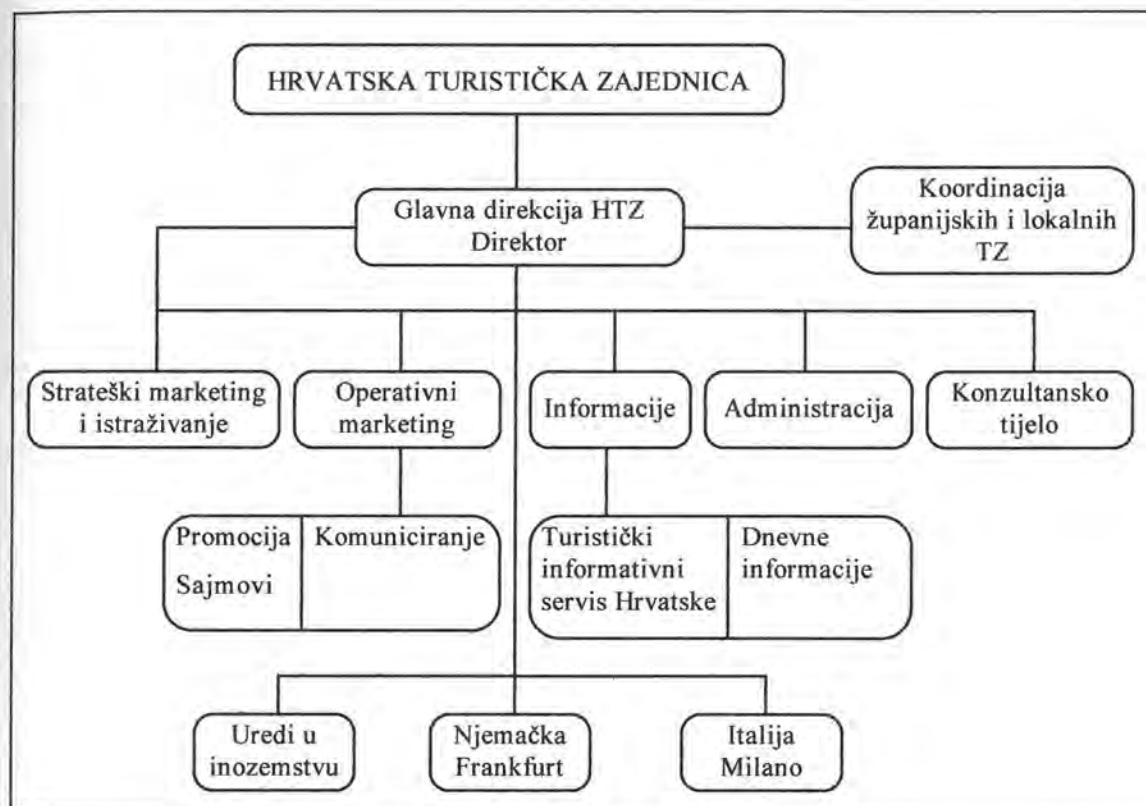 HRVATSKA TURISTIČKA ZAJEDNICA
Glavna direkcija HTZ
Direktor
Koordinacija
županijskih i lokalnih
TZ
Strateški marketing
i istraživanje
Operativni
marketing
Informacije
Administracija
Konzultansko
tijelo
Promocija
Sajmovi
Komuniciranje
Turistički
informativni
servis Hrvatske
Dnevne
informacije
Uredi u
inozemstvu
Njemačka
Frankfurt
Italija
Milano